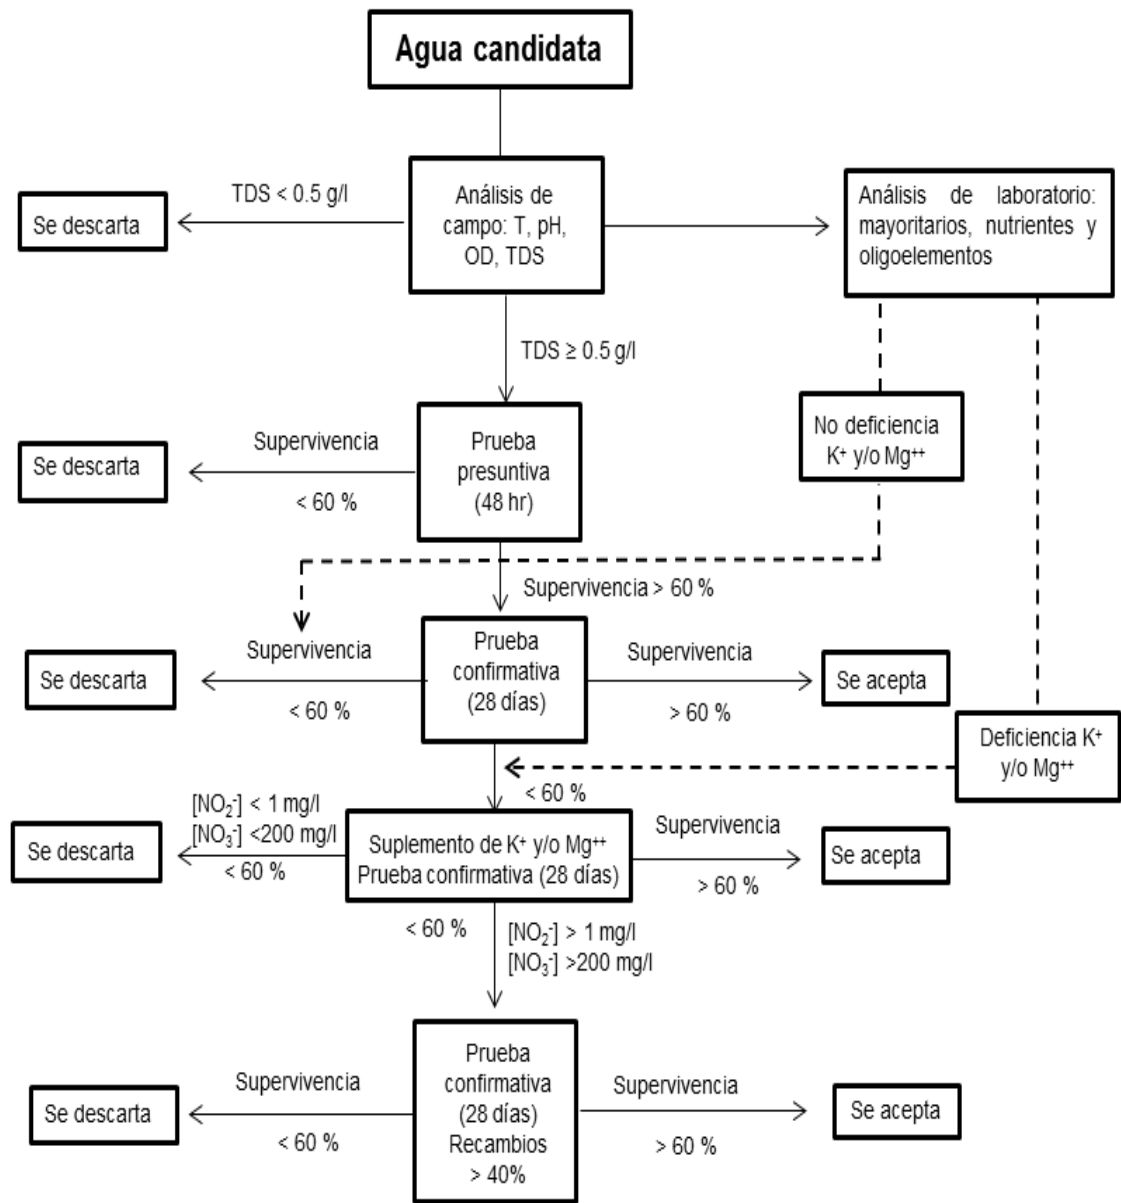 Agua candidata
TDS < 0.5 g/l
Se descarta
Análisis de
campo: T, pH,
OD, TDS
Análisis de laboratorio:
mayoritarios, nutrientes y
oligoelementos
TDS ≥ 0.5 g/l
Supervivencia
Se descarta
< 60 %
Prueba
presuntiva
(48 hr)
No deficiencia
K⁺ y/o Mg⁺⁺
Supervivencia > 60 %
Supervivencia
Se descarta
< 60 %
Prueba
confirmativa
(28 días)
Supervivencia
> 60 %
Se acepta
Deficiencia K⁺
y/o Mg⁺⁺
< 60 %
[NO₂⁻] < 1 mg/l
[NO₃⁻] <200 mg/l
Se descarta
< 60 %
Suplemento de K⁺ y/o Mg⁺⁺
Prueba confirmativa (28 días)
Supervivencia
> 60 %
Se acepta
< 60 %
[NO₂⁻] > 1 mg/l
[NO₃⁻] >200 mg/l
Supervivencia
Se descarta
< 60 %
Prueba
confirmativa
(28 días)
Recambios
> 40%
Supervivencia
> 60 %
Se acepta